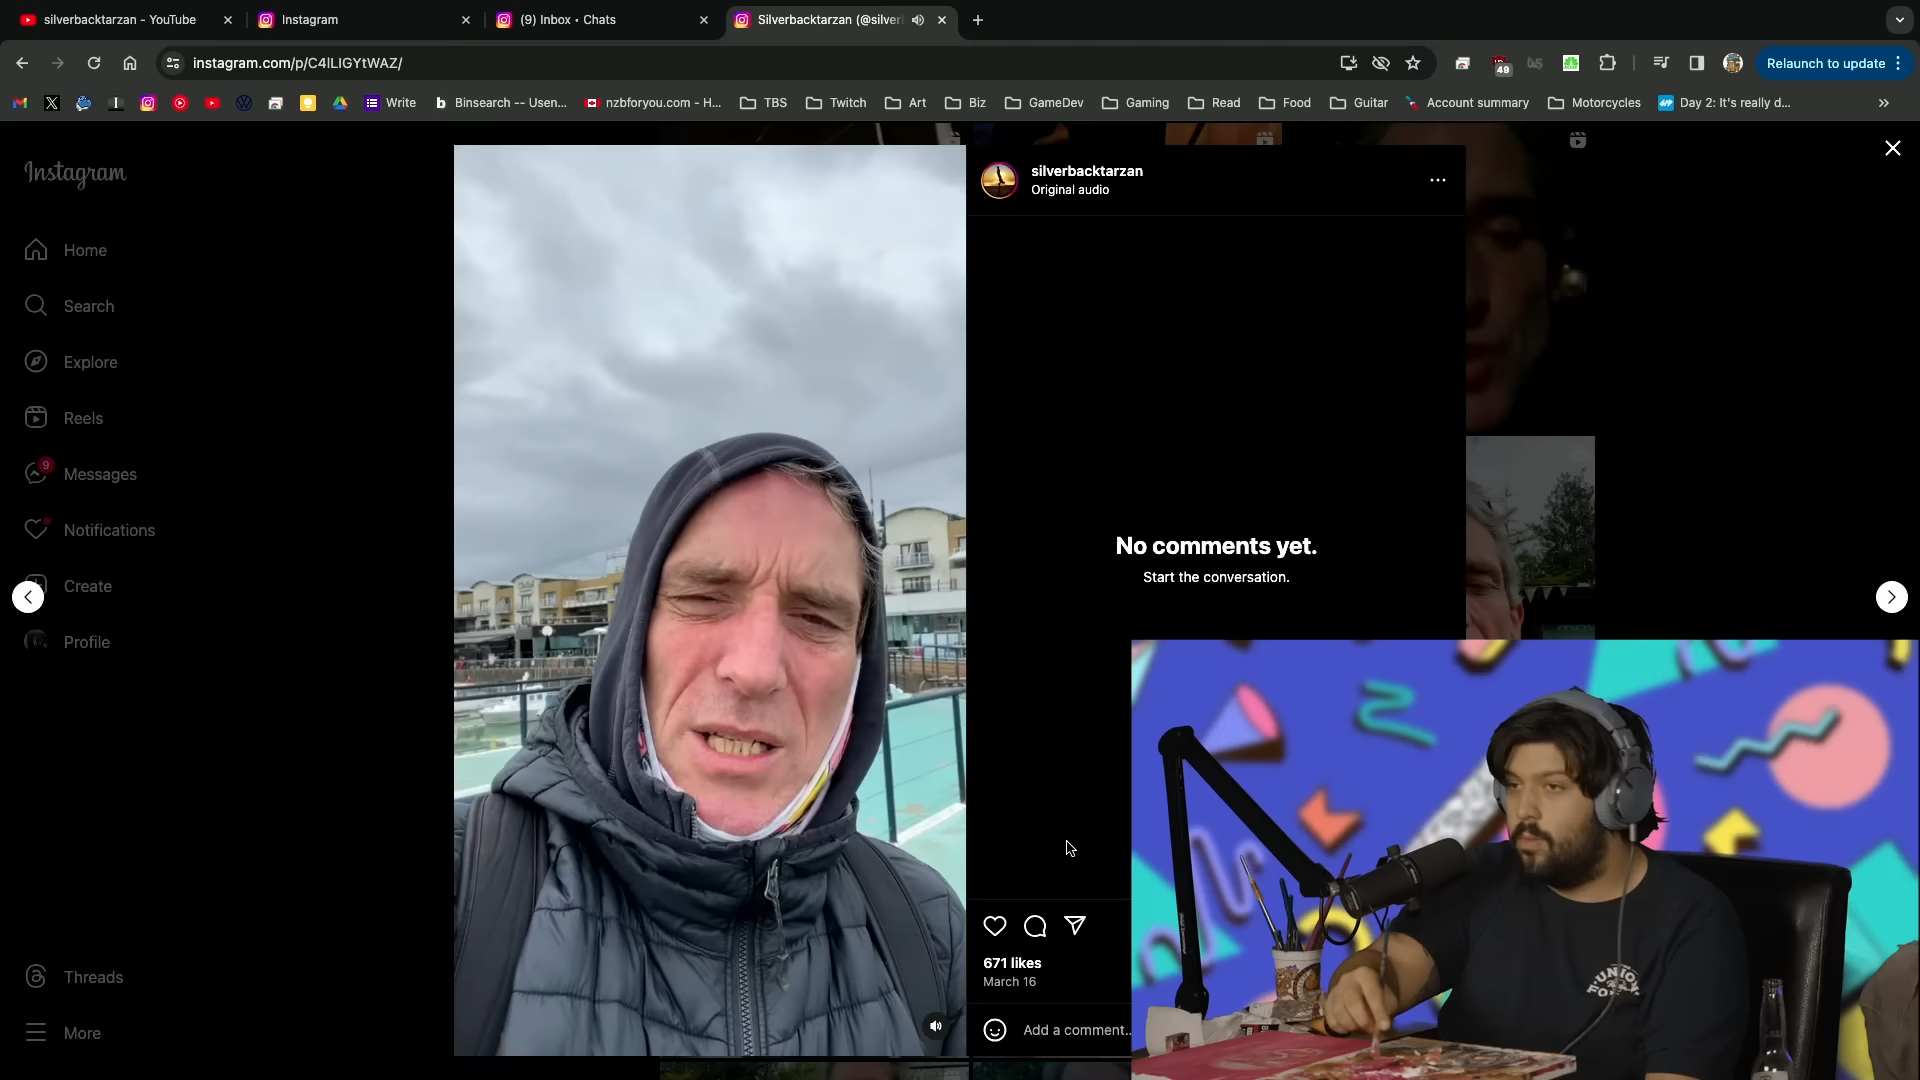 silverbacktarzan - YouTube
Instagram
(9) Inbox • Chats
Silverbacktarzan (@silver
instagram.com/p/C4lLIGYtWAZ/
49
Relaunch to update
Write
Binsearch -- Usen...
nzbforyou.com - H...
TBS
Twitch
Art
Biz
GameDev
Gaming
Read
Food
Guitar
Account summary
Motorcycles
Day 2: It's really d...
Instagram
Home
Search
Explore
Reels
9
Messages
Notifications
Create
Profile
Threads
More
silverbacktarzan
Original audio
No comments yet.
Start the conversation.
671 likes
March 16
Add a comment...